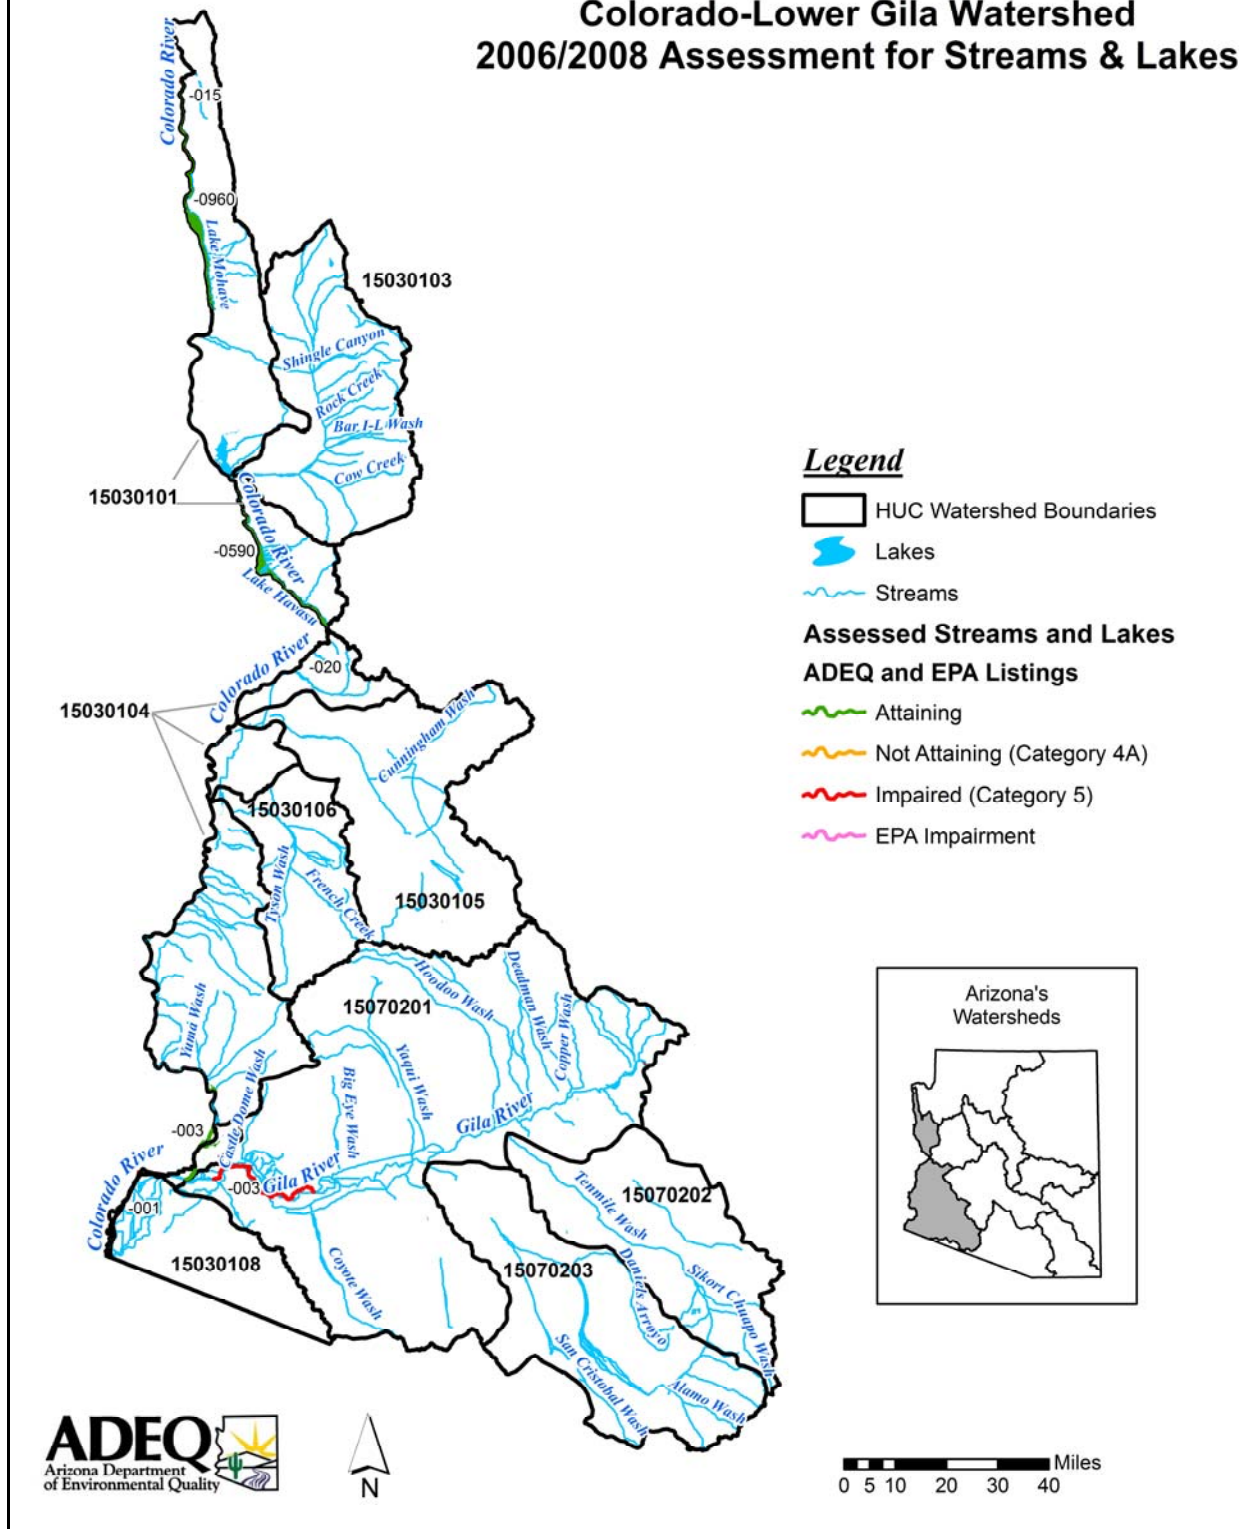 Colorado-Lower Gila Watershed
2006/2008 Assessment for Streams & Lakes
Colorado River
-015
-0960
Lake Mohave
15030103
Shingle Canyon
Rock Creek
Bar I-L Wash
Cow Creek
15030101
Colorado River
-0590
Lake Havasu
Colorado River
-020
15030104
Cunningham Wash
15030106
Tyson Wash
French Creek
15030105
Hoodoo Wash
Deadman Wash
Copper Wash
15070201
Yuma Wash
Castle Dome Wash
Big Eye Wash
Yaqui Wash
Gila River
-003
Colorado River
-003
Gila River
-001
15030108
Coyote Wash
Tenmile Wash
15070202
15070203
Daniels Arroyo
Sikort Chuapo Wash
San Cristobal Wash
Alamo Wash
Legend
HUC Watershed Boundaries
Lakes
Streams
Assessed Streams and Lakes
ADEQ and EPA Listings
Attaining
Not Attaining (Category 4A)
Impaired (Category 5)
EPA Impairment
Arizona's
Watersheds
ADEQ
Arizona Department
of Environmental Quality
N
Miles
0 5 10 20 30 40